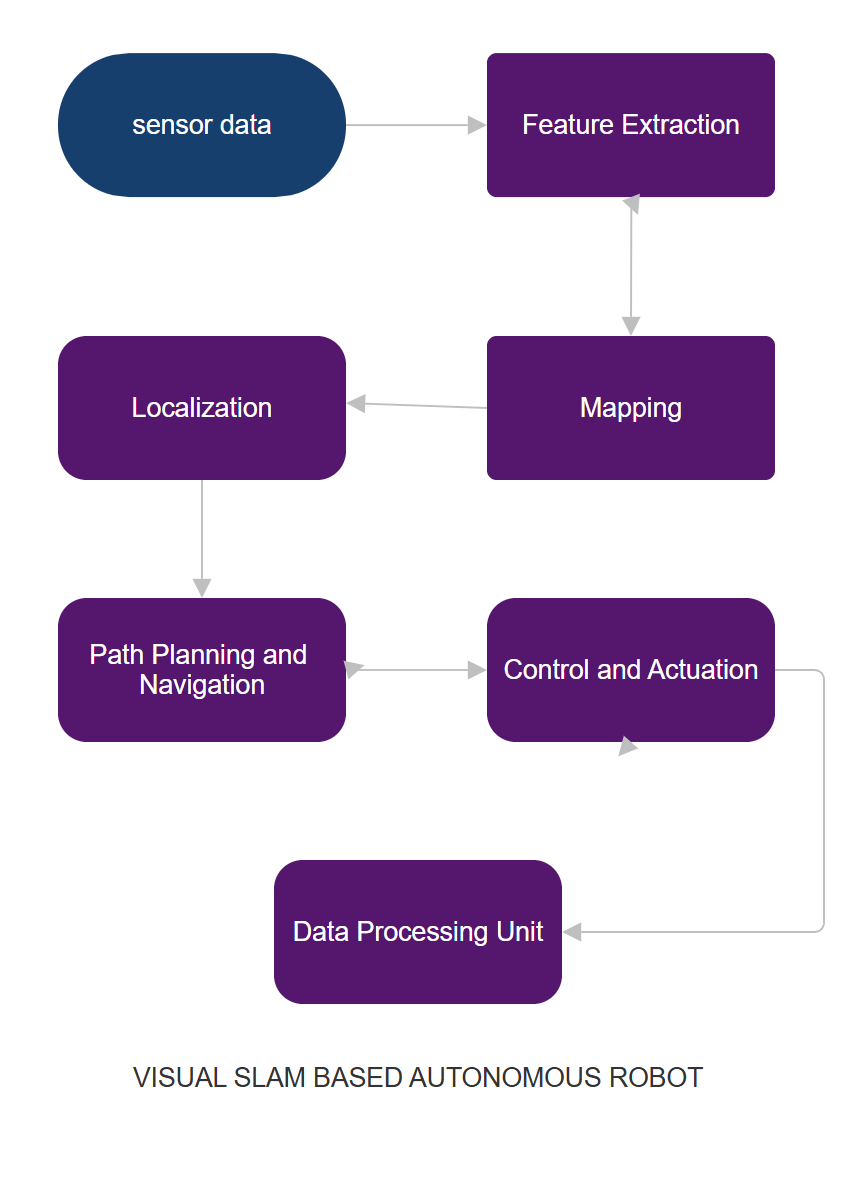 sensor data
Feature Extraction
Localization
Mapping
Path Planning and
Navigation
Control and Actuation
Data Processing Unit
VISUAL SLAM BASED AUTONOMOUS ROBOT